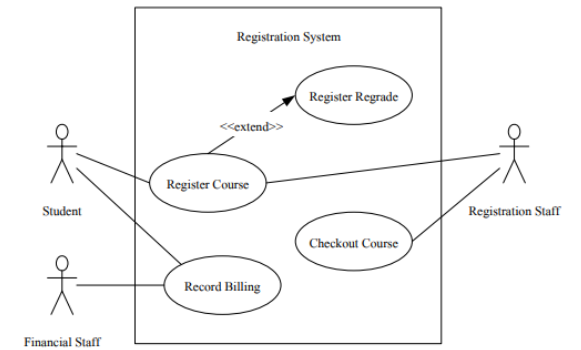 Registration System
Register Regrade
<<extend>>
Register Course
Student
Registration Staff
Checkout Course
Record Billing
Financial Staff